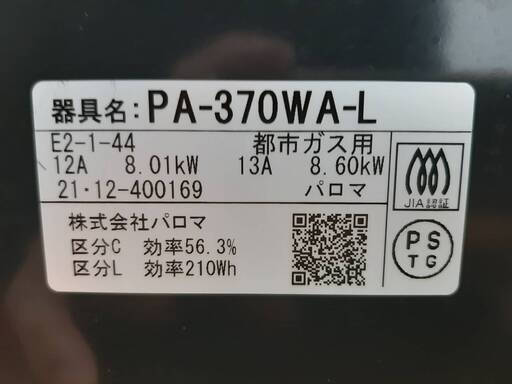 器具名:PA-370WA-L
E2-1-44 都市ガス用
12A 8.01kW 13A 8.60kW
21・12-400169 パロマ
JIA認証
株式会社パロマ
区分C 効率56.3%
区分L 効率210Wh
PS
TG